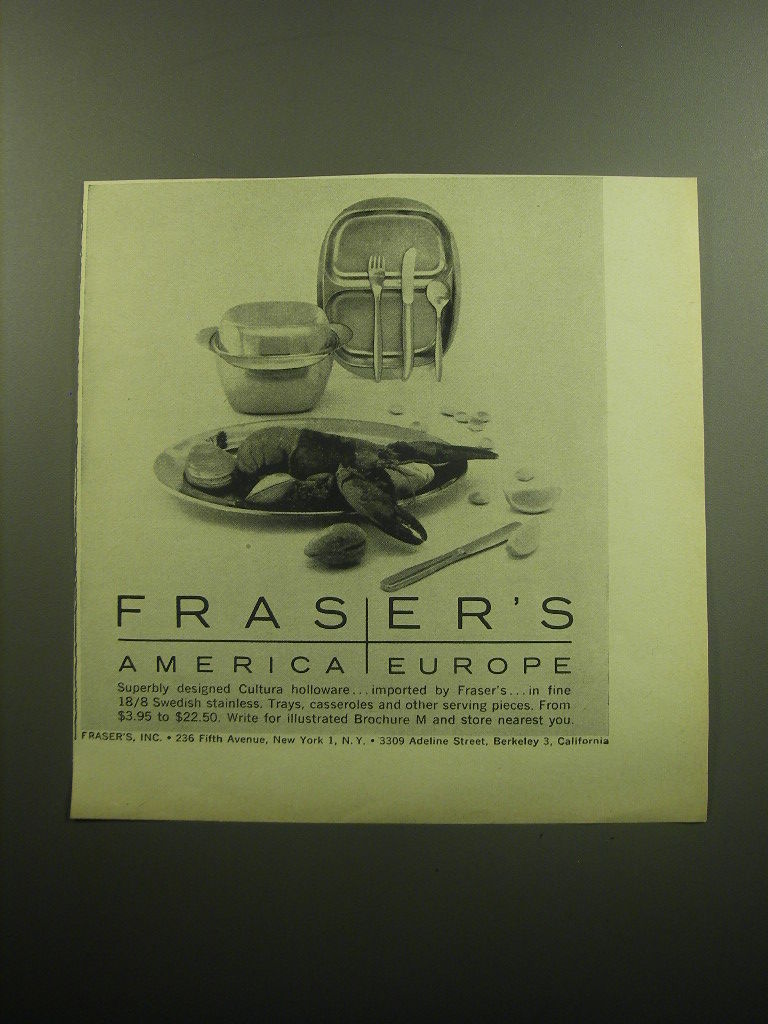 FRASER'S
AMERICA EUROPE
Superbly designed Cultura holloware...imported by Fraser's...in fine
18/8 Swedish stainless. Trays, casseroles and other serving pieces. From
$3.95 to $22.50. Write for illustrated Brochure M and store nearest you.
FRASER'S, INC. • 236 Fifth Avenue, New York 1, N.Y. • 3309 Adeline Street, Berkeley 3, California